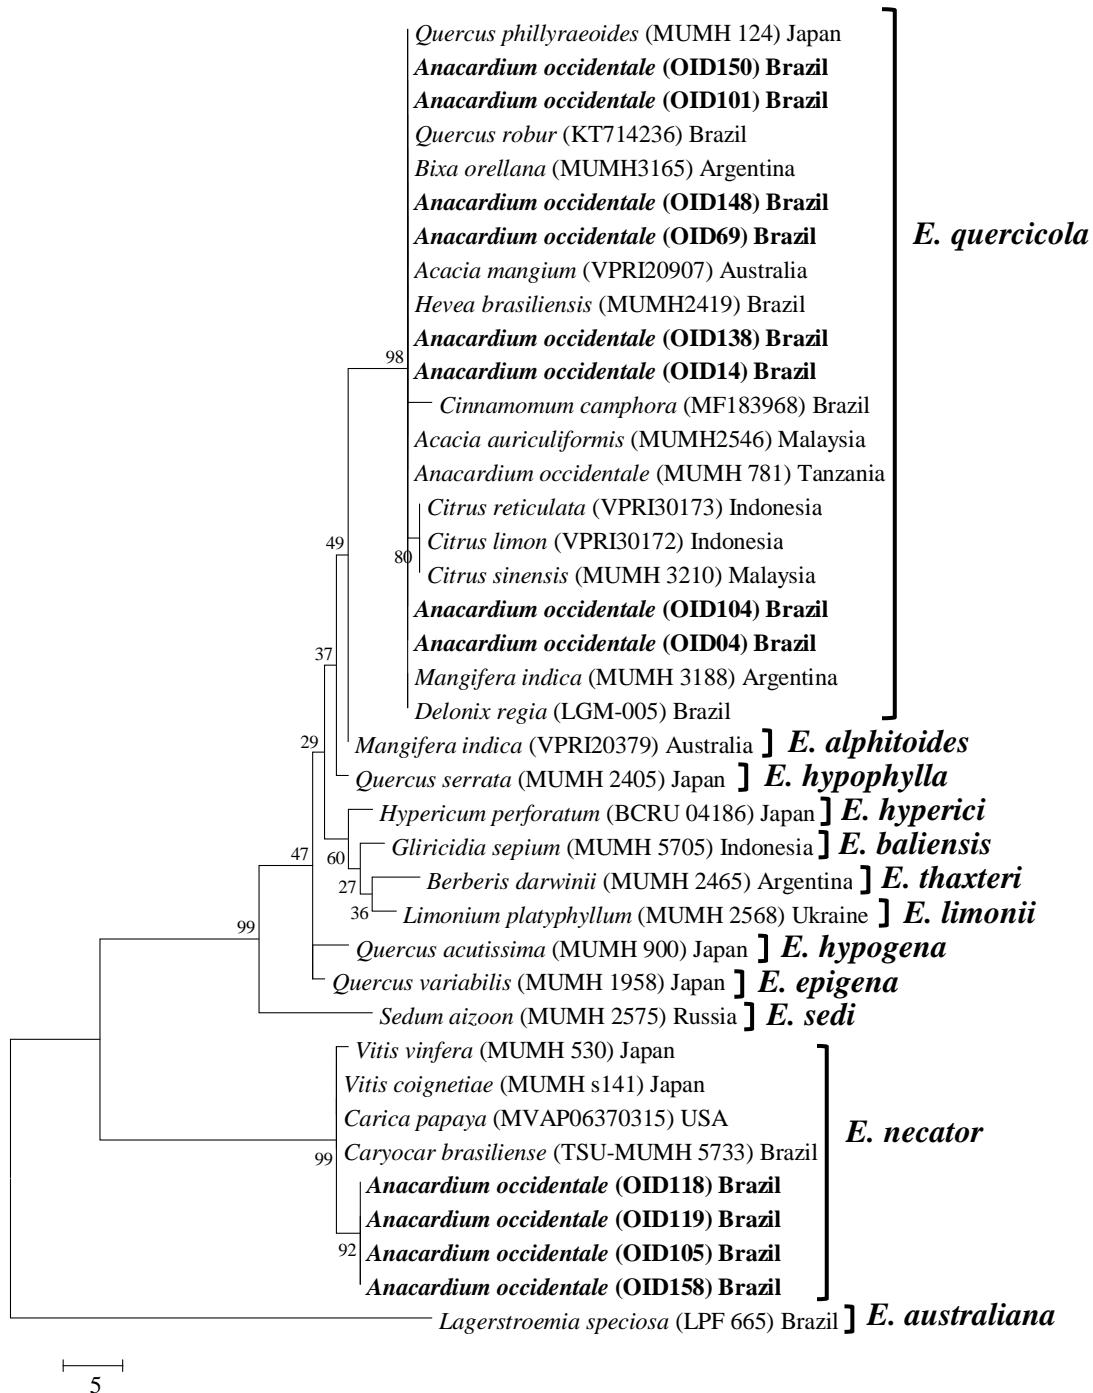 Quercus phillyraeoides (MUMH 124) Japan
Anacardium occidentale (OID150) Brazil
Anacardium occidentale (OID101) Brazil
Quercus robur (KT714236) Brazil
Bixa orellana (MUMH3165) Argentina
Anacardium occidentale (OID148) Brazil
Anacardium occidentale (OID69) Brazil
E. quercicola
Acacia mangium (VPRI20907) Australia
Hevea brasiliensis (MUMH2419) Brazil
Anacardium occidentale (OID138) Brazil
98
Anacardium occidentale (OID14) Brazil
Cinnamomum camphora (MF183968) Brazil
Acacia auriculiformis (MUMH2546) Malaysia
Anacardium occidentale (MUMH 781) Tanzania
Citrus reticulata (VPRI30173) Indonesia
49
Citrus limon (VPRI30172) Indonesia
80
Citrus sinensis (MUMH 3210) Malaysia
Anacardium occidentale (OID104) Brazil
Anacardium occidentale (OID04) Brazil
37
Mangifera indica (MUMH 3188) Argentina
Delonix regia (LGM-005) Brazil
29
Mangifera indica (VPRI20379) Australia E. alphitoides
Quercus serrata (MUMH 2405) Japan E. hypophylla
Hypericum perforatum (BCRU 04186) Japan E. hyperici
47
60
Gliricidia sepium (MUMH 5705) Indonesia E. baliensis
27
Berberis darwinii (MUMH 2465) Argentina E. thaxteri
36
Limonium platyphyllum (MUMH 2568) Ukraine E. limonii
99
Quercus acutissima (MUMH 900) Japan E. hypogena
Quercus variabilis (MUMH 1958) Japan E. epigena
Sedum aizoon (MUMH 2575) Russia E. sedi
Vitis vinfera (MUMH 530) Japan
Vitis coignetiae (MUMH s141) Japan
Carica papaya (MVAP06370315) USA
E. necator
Caryocar brasiliense (TSU-MUMH 5733) Brazil
99
Anacardium occidentale (OID118) Brazil
Anacardium occidentale (OID119) Brazil
92
Anacardium occidentale (OID105) Brazil
Anacardium occidentale (OID158) Brazil
Lagerstroemia speciosa (LPF 665) Brazil E. australiana
5